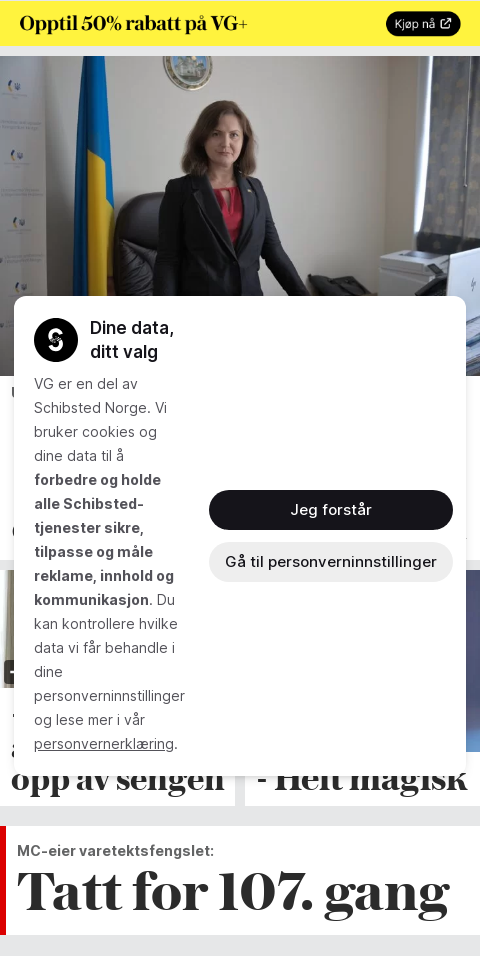 Opptil 50% rabatt på VG+
Kjøp nå
Dine data,
ditt valg
VG er en del av
Schibsted Norge. Vi
bruker cookies og
dine data til å
forbedre og holde
alle Schibsted-
tjenester sikre,
tilpasse og måle
reklame, innhold og
kommunikasjon. Du
kan kontrollere hvilke
data vi får behandle i
dine
personverninnstillinger
og lese mer i vår
personvernerklæring.
Jeg forstår
Gå til personverninnstillinger
opp av sengen
- Helt magisk
MC-eier varetektsfengslet:
Tatt for 107. gang